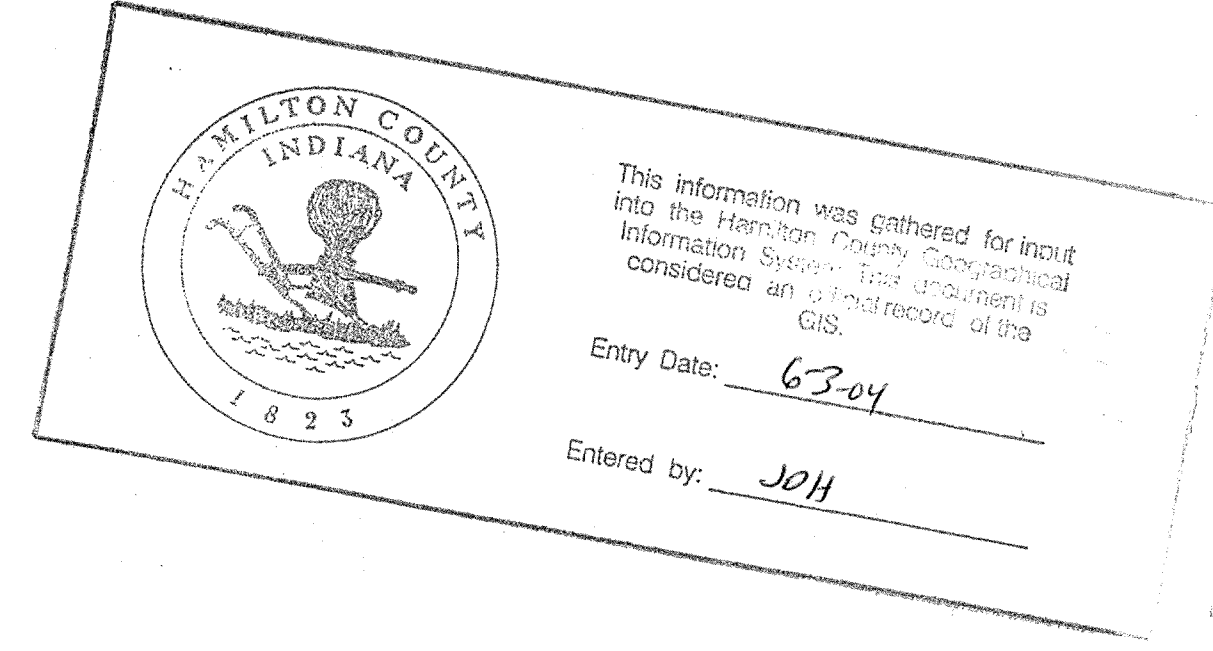 HAMILTON COUNTY
INDIANA
1823
This information was gathered for input
into the Hamilton County Geographical
Information System This document is
considered an official record of the
GIS.
Entry Date: 6-3-04
Entered by: JOH